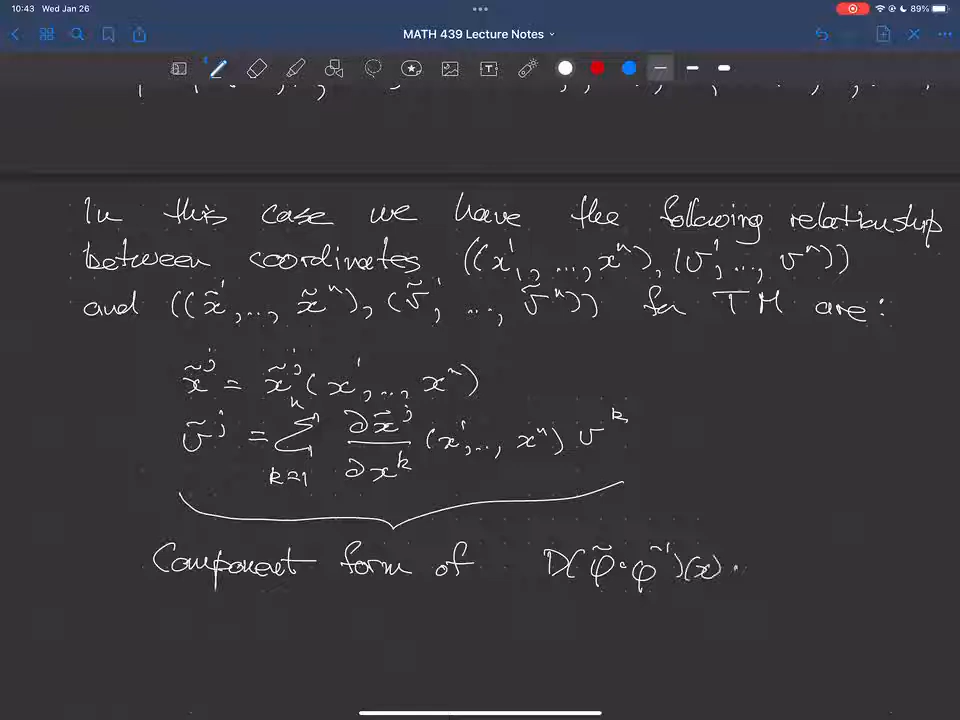 10:43 Wed Jan 26
89%
MATH 439 Lecture Notes
In this case we have the following relationship
between coordinates ((x¹,...,xⁿ), (v¹,..., vⁿ))
and ((x̃¹,..., x̃ⁿ), (ṽ¹, ..., ṽⁿ)) for TM are:
x̃ʲ = x̃ʲ(x¹,..., xⁿ)
ṽʲ = ∑ₖ₌₁ⁿ ∂x̃ʲ/∂xᵏ (x¹,..., xⁿ) vᵏ
Component form of D(φ̃∘φ⁻¹)(x).